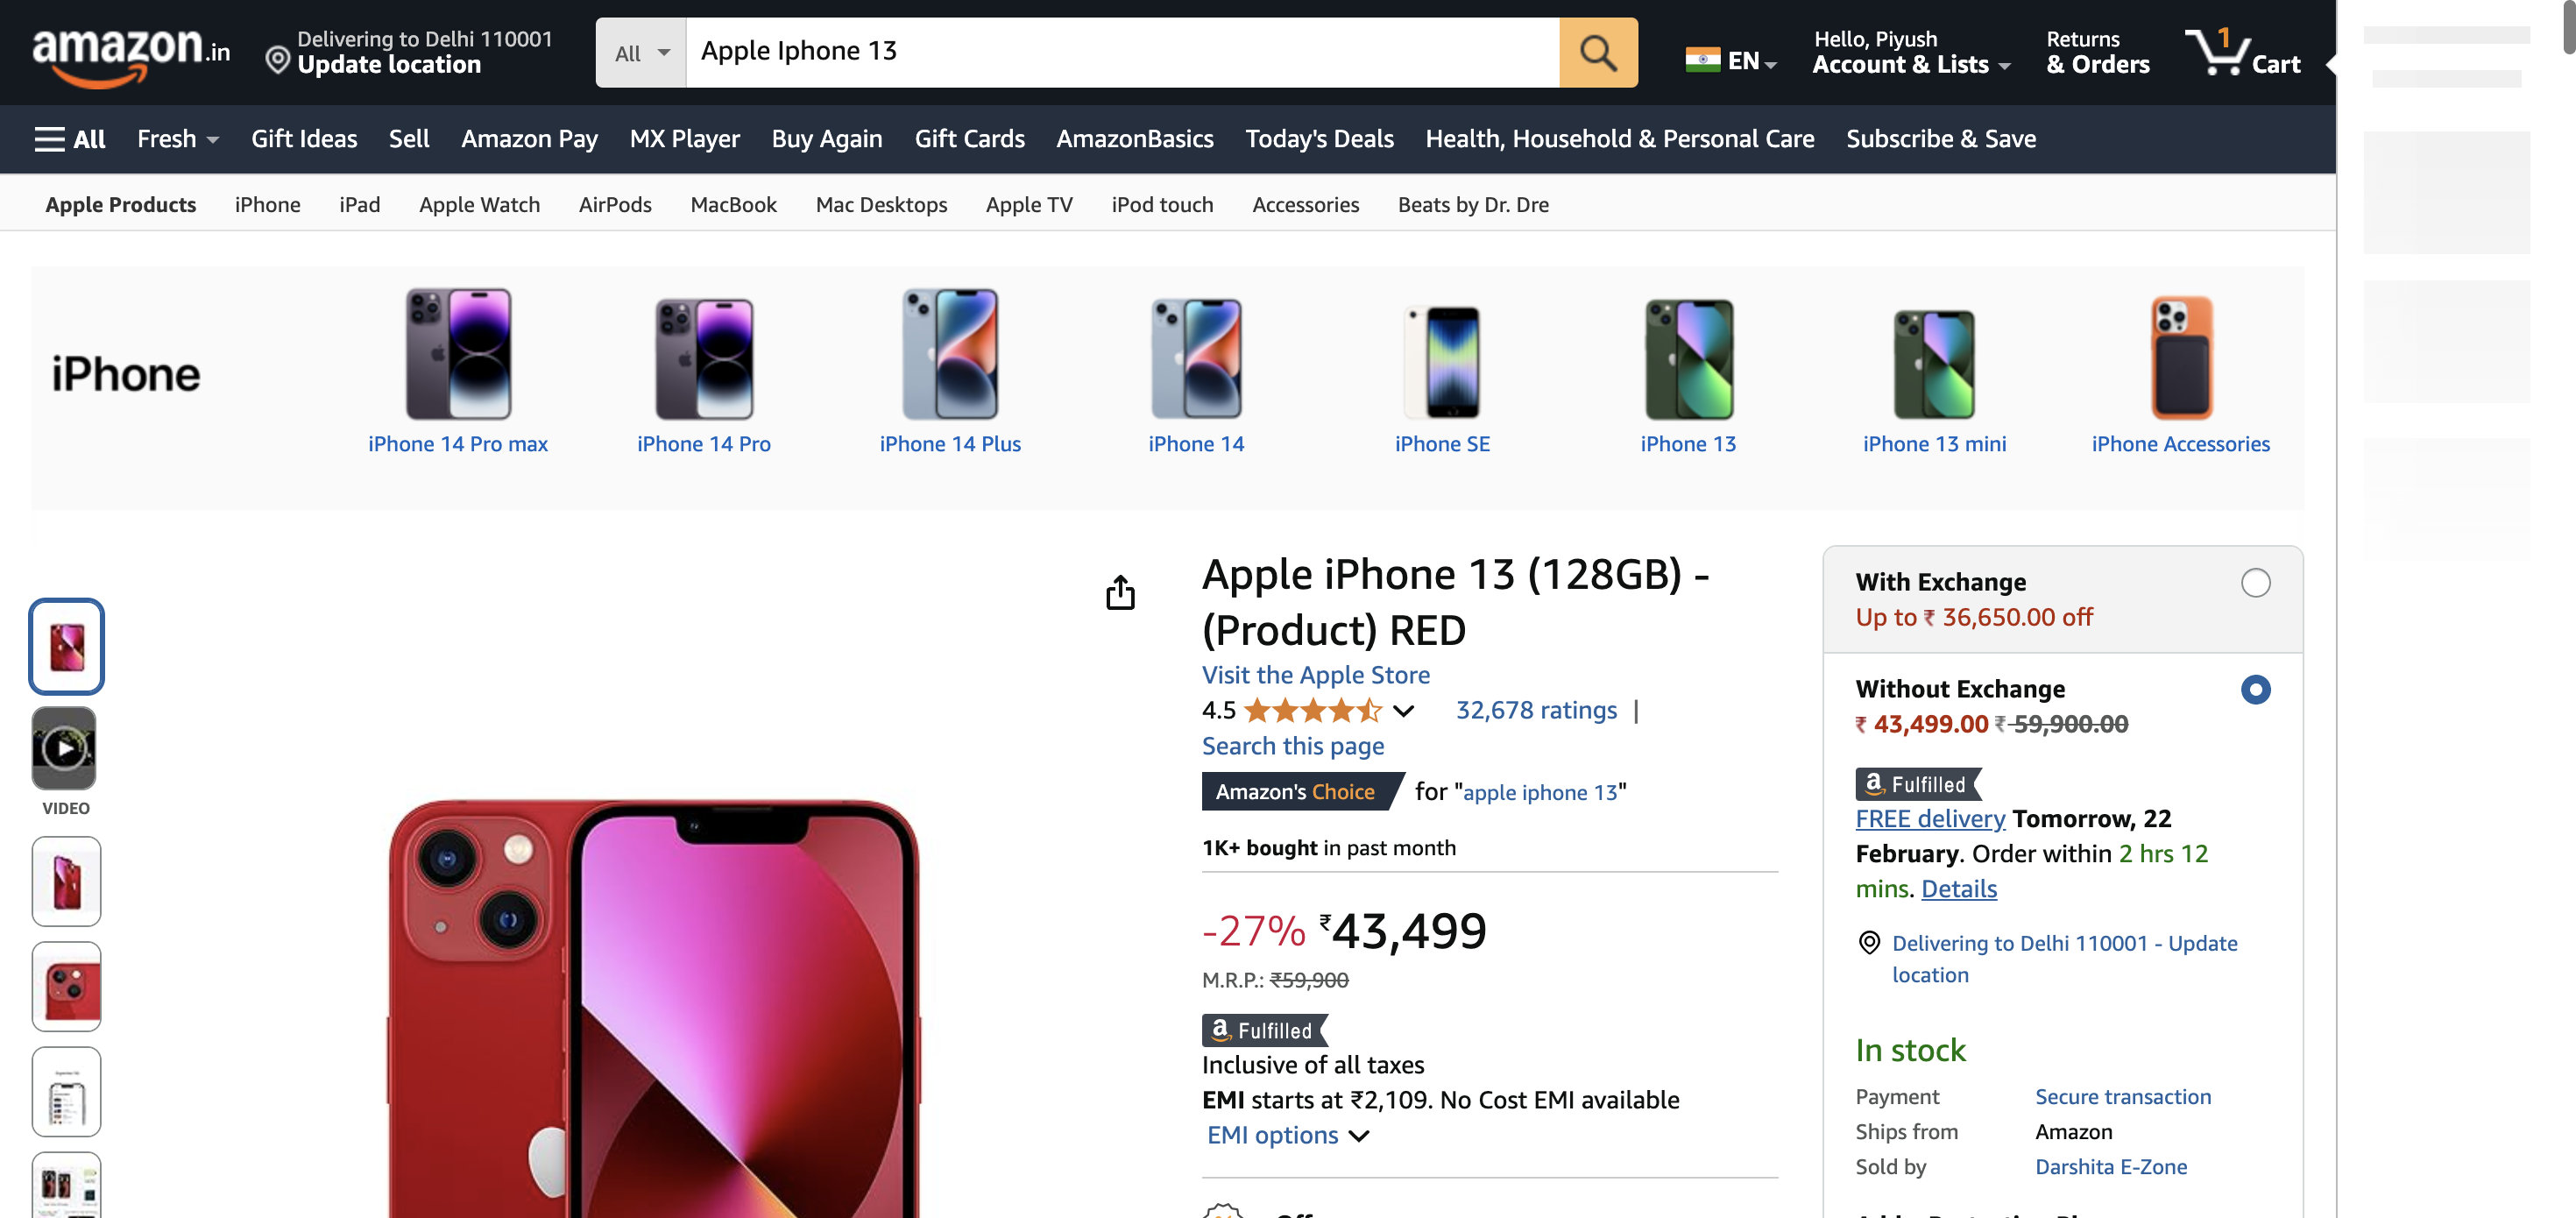 amazon.in
Delivering to Delhi 110001
Update location
All
Apple Iphone 13
EN
Hello, Piyush
Account & Lists
Returns
& Orders
1
Cart
All
Fresh
Gift Ideas
Sell
Amazon Pay
MX Player
Buy Again
Gift Cards
AmazonBasics
Today's Deals
Health, Household & Personal Care
Subscribe & Save
Apple Products
iPhone
iPad
Apple Watch
AirPods
MacBook
Mac Desktops
Apple TV
iPod touch
Accessories
Beats by Dr. Dre
iPhone
iPhone 14 Pro max
iPhone 14 Pro
iPhone 14 Plus
iPhone 14
iPhone SE
iPhone 13
iPhone 13 mini
iPhone Accessories
VIDEO
Apple iPhone 13 (128GB) -
(Product) RED
Visit the Apple Store
4.5
32,678 ratings |
Search this page
Amazon's Choice for "apple iphone 13"
1K+ bought in past month
-27% ₹43,499
M.R.P.: ₹59,900
a Fulfilled
Inclusive of all taxes
EMI starts at ₹2,109. No Cost EMI available
EMI options
With Exchange
Up to ₹ 36,650.00 off
Without Exchange
₹ 43,499.00 ₹ 59,900.00
a Fulfilled
FREE delivery Tomorrow, 22
February. Order within 2 hrs 12
mins. Details
Delivering to Delhi 110001 - Update
location
In stock
Payment
Secure transaction
Ships from
Amazon
Sold by
Darshita E-Zone